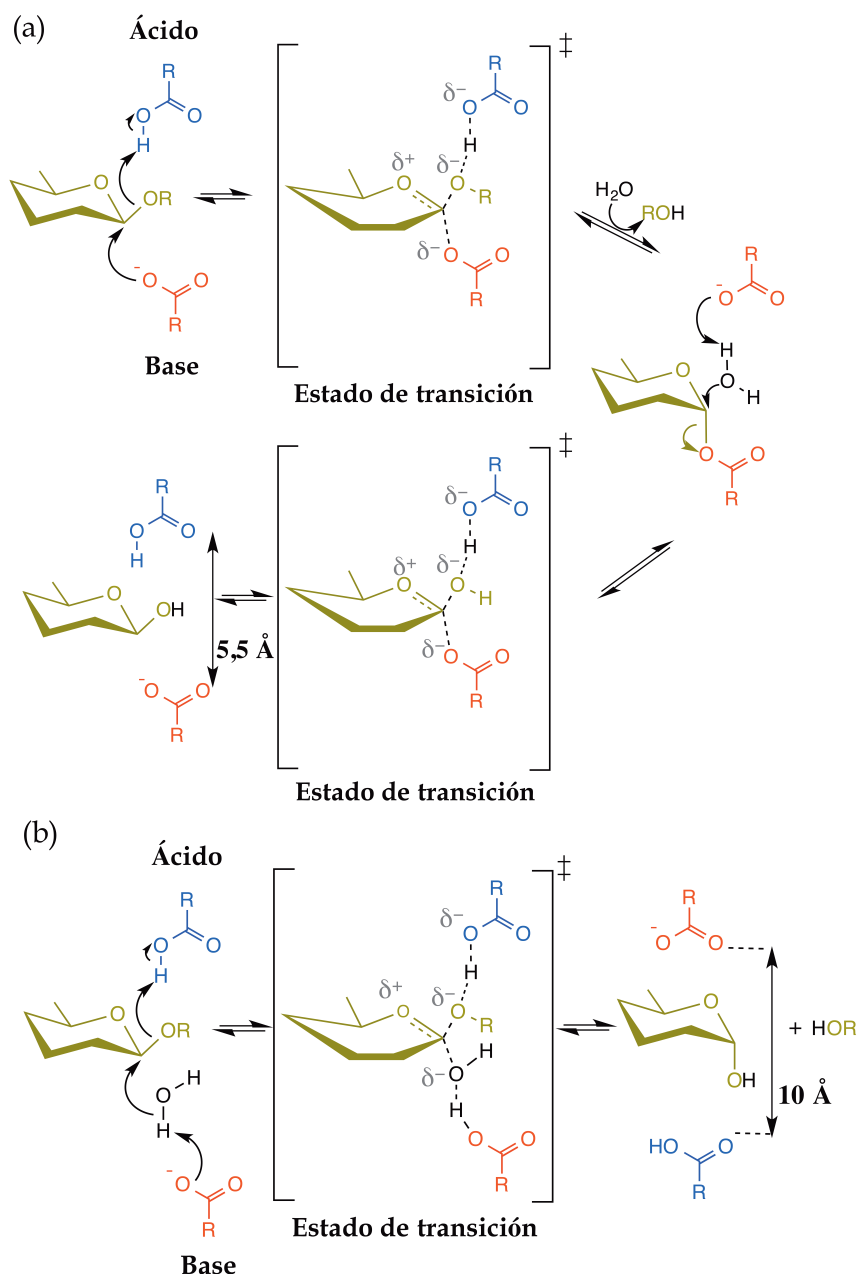 (a)
Ácido
R
O
O
H
O
OR
-
O
O
R
Base
‡
R
δ-
O
O
H
δ+
δ-
O
O
R
δ-
O
O
R
Estado de transición
H₂O
ROH
R
-
O
O
H
O
O
H
O
O
R
R
O
O
H
O
OH
5,5 Å
-
O
O
R
‡
R
δ-
O
O
H
δ+
δ-
O
O
H
δ-
O
O
R
Estado de transición
(b)
Ácido
R
O
O
H
O
OR
H
O
H
-
O
O
R
Base
‡
R
δ-
O
O
H
δ+
δ-
O
O
R
H
δ-
O
H
O
O
R
Estado de transición
R
-
O
O
O
+ HOR
OH
10 Å
HO
O
R